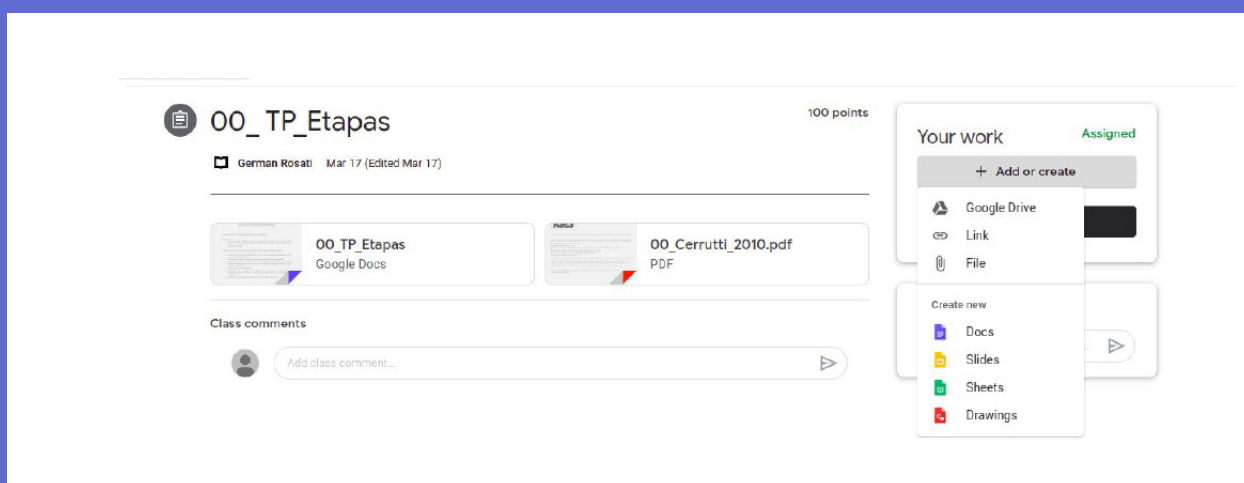 00_ TP_Etapas
100 points
German Rosati Mar 17 (Edited Mar 17)
00_TP_Etapas
Google Docs
00_Cerrutti_2010.pdf
PDF
Class comments
Add class comment...
Your work
Assigned
+ Add or create
Google Drive
Link
File
Create new
Docs
Slides
Sheets
Drawings